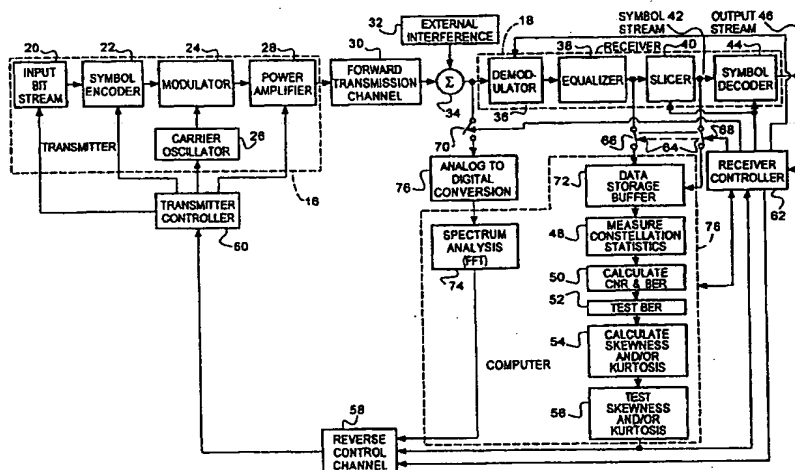 32
EXTERNAL
INTERFERENCE
18
SYMBOL 42
STREAM
OUTPUT 46
STREAM
20
22
24
28
30
38
RECEIVER
40
44
INPUT
BIT
STREAM
SYMBOL
ENCODER
MODULATOR
POWER
AMPLIFIER
FORWARD
TRANSMISSION
CHANNEL
Σ
34
DEMOD-
ULATOR
36
EQUALIZER
SLICER
SYMBOL
DECODER
TRANSMITTER
CARRIER
OSCILLATOR
26
16
70
66
64
68
ANALOG TO
DIGITAL
CONVERSION
76
72
DATA
STORAGE
BUFFER
RECEIVER
CONTROLLER
62
TRANSMITTER
CONTROLLER
60
SPECTRUM
ANALYSIS
(FFT)
74
48
MEASURE
CONSTELLATION
STATISTICS
78
50
CALCULATE
CNR & BER
52
TEST BER
54
CALCULATE
SKEWNESS
AND/OR
KURTOSIS
COMPUTER
56
TEST
SKEWNESS
AND/OR
KURTOSIS
58
REVERSE
CONTROL
CHANNEL